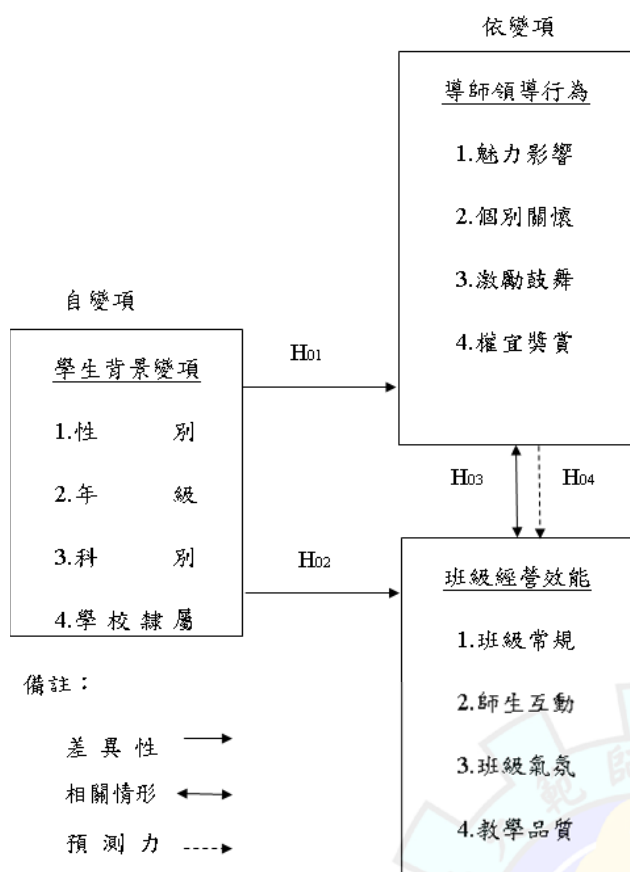 依變項
導師領導行為
1.魅力影響
2.個別關懷
3.激勵鼓舞
4.權宜獎賞
自變項
學生背景變項
1.性 別
2.年 級
3.科 別
4.學校隸屬
H01
H02
H03
H04
班級經營效能
1.班級常規
2.師生互動
3.班級氣氛
4.教學品質
備註：
差異性
相關情形
預測力
範師